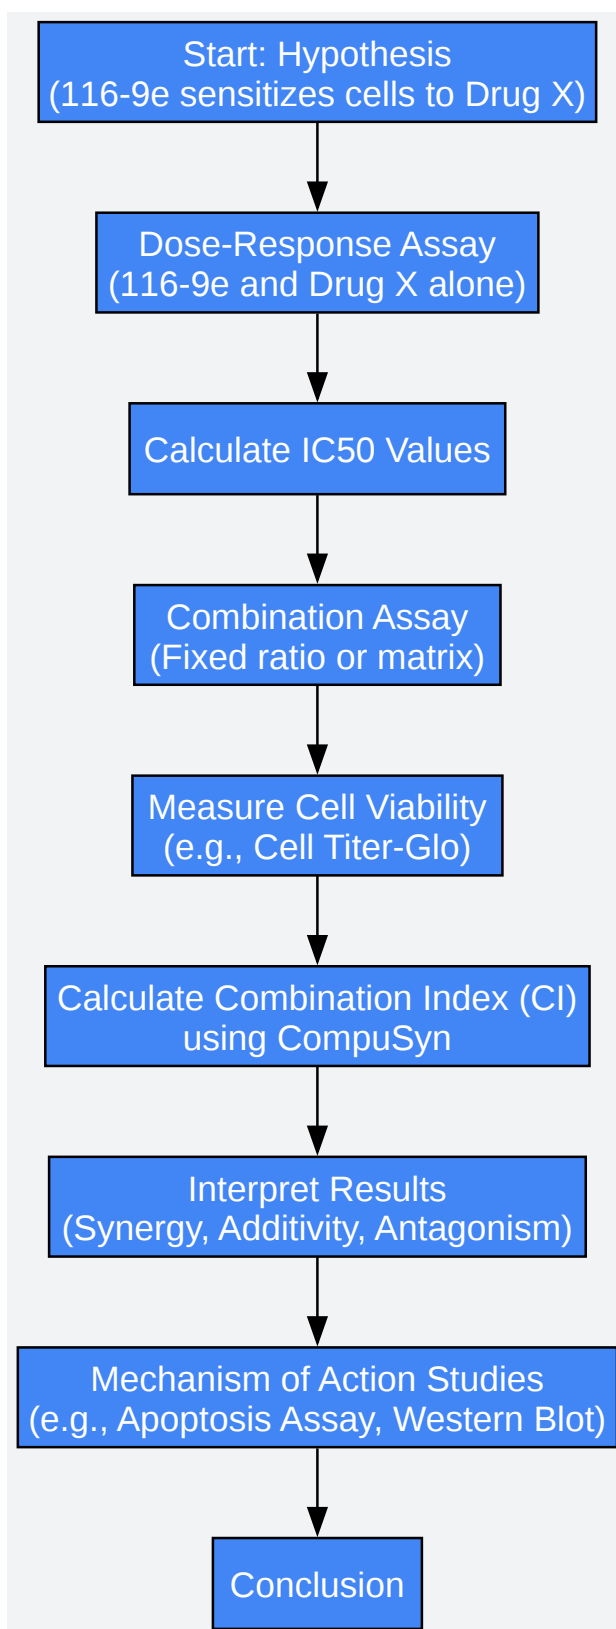 Start: Hypothesis
(116-9e sensitizes cells to Drug X)
Dose-Response Assay
(116-9e and Drug X alone)
Calculate IC50 Values
Combination Assay
(Fixed ratio or matrix)
Measure Cell Viability
(e.g., Cell Titer-Glo)
Calculate Combination Index (CI)
using CompuSyn
Interpret Results
(Synergy, Additivity, Antagonism)
Mechanism of Action Studies
(e.g., Apoptosis Assay, Western Blot)
Conclusion